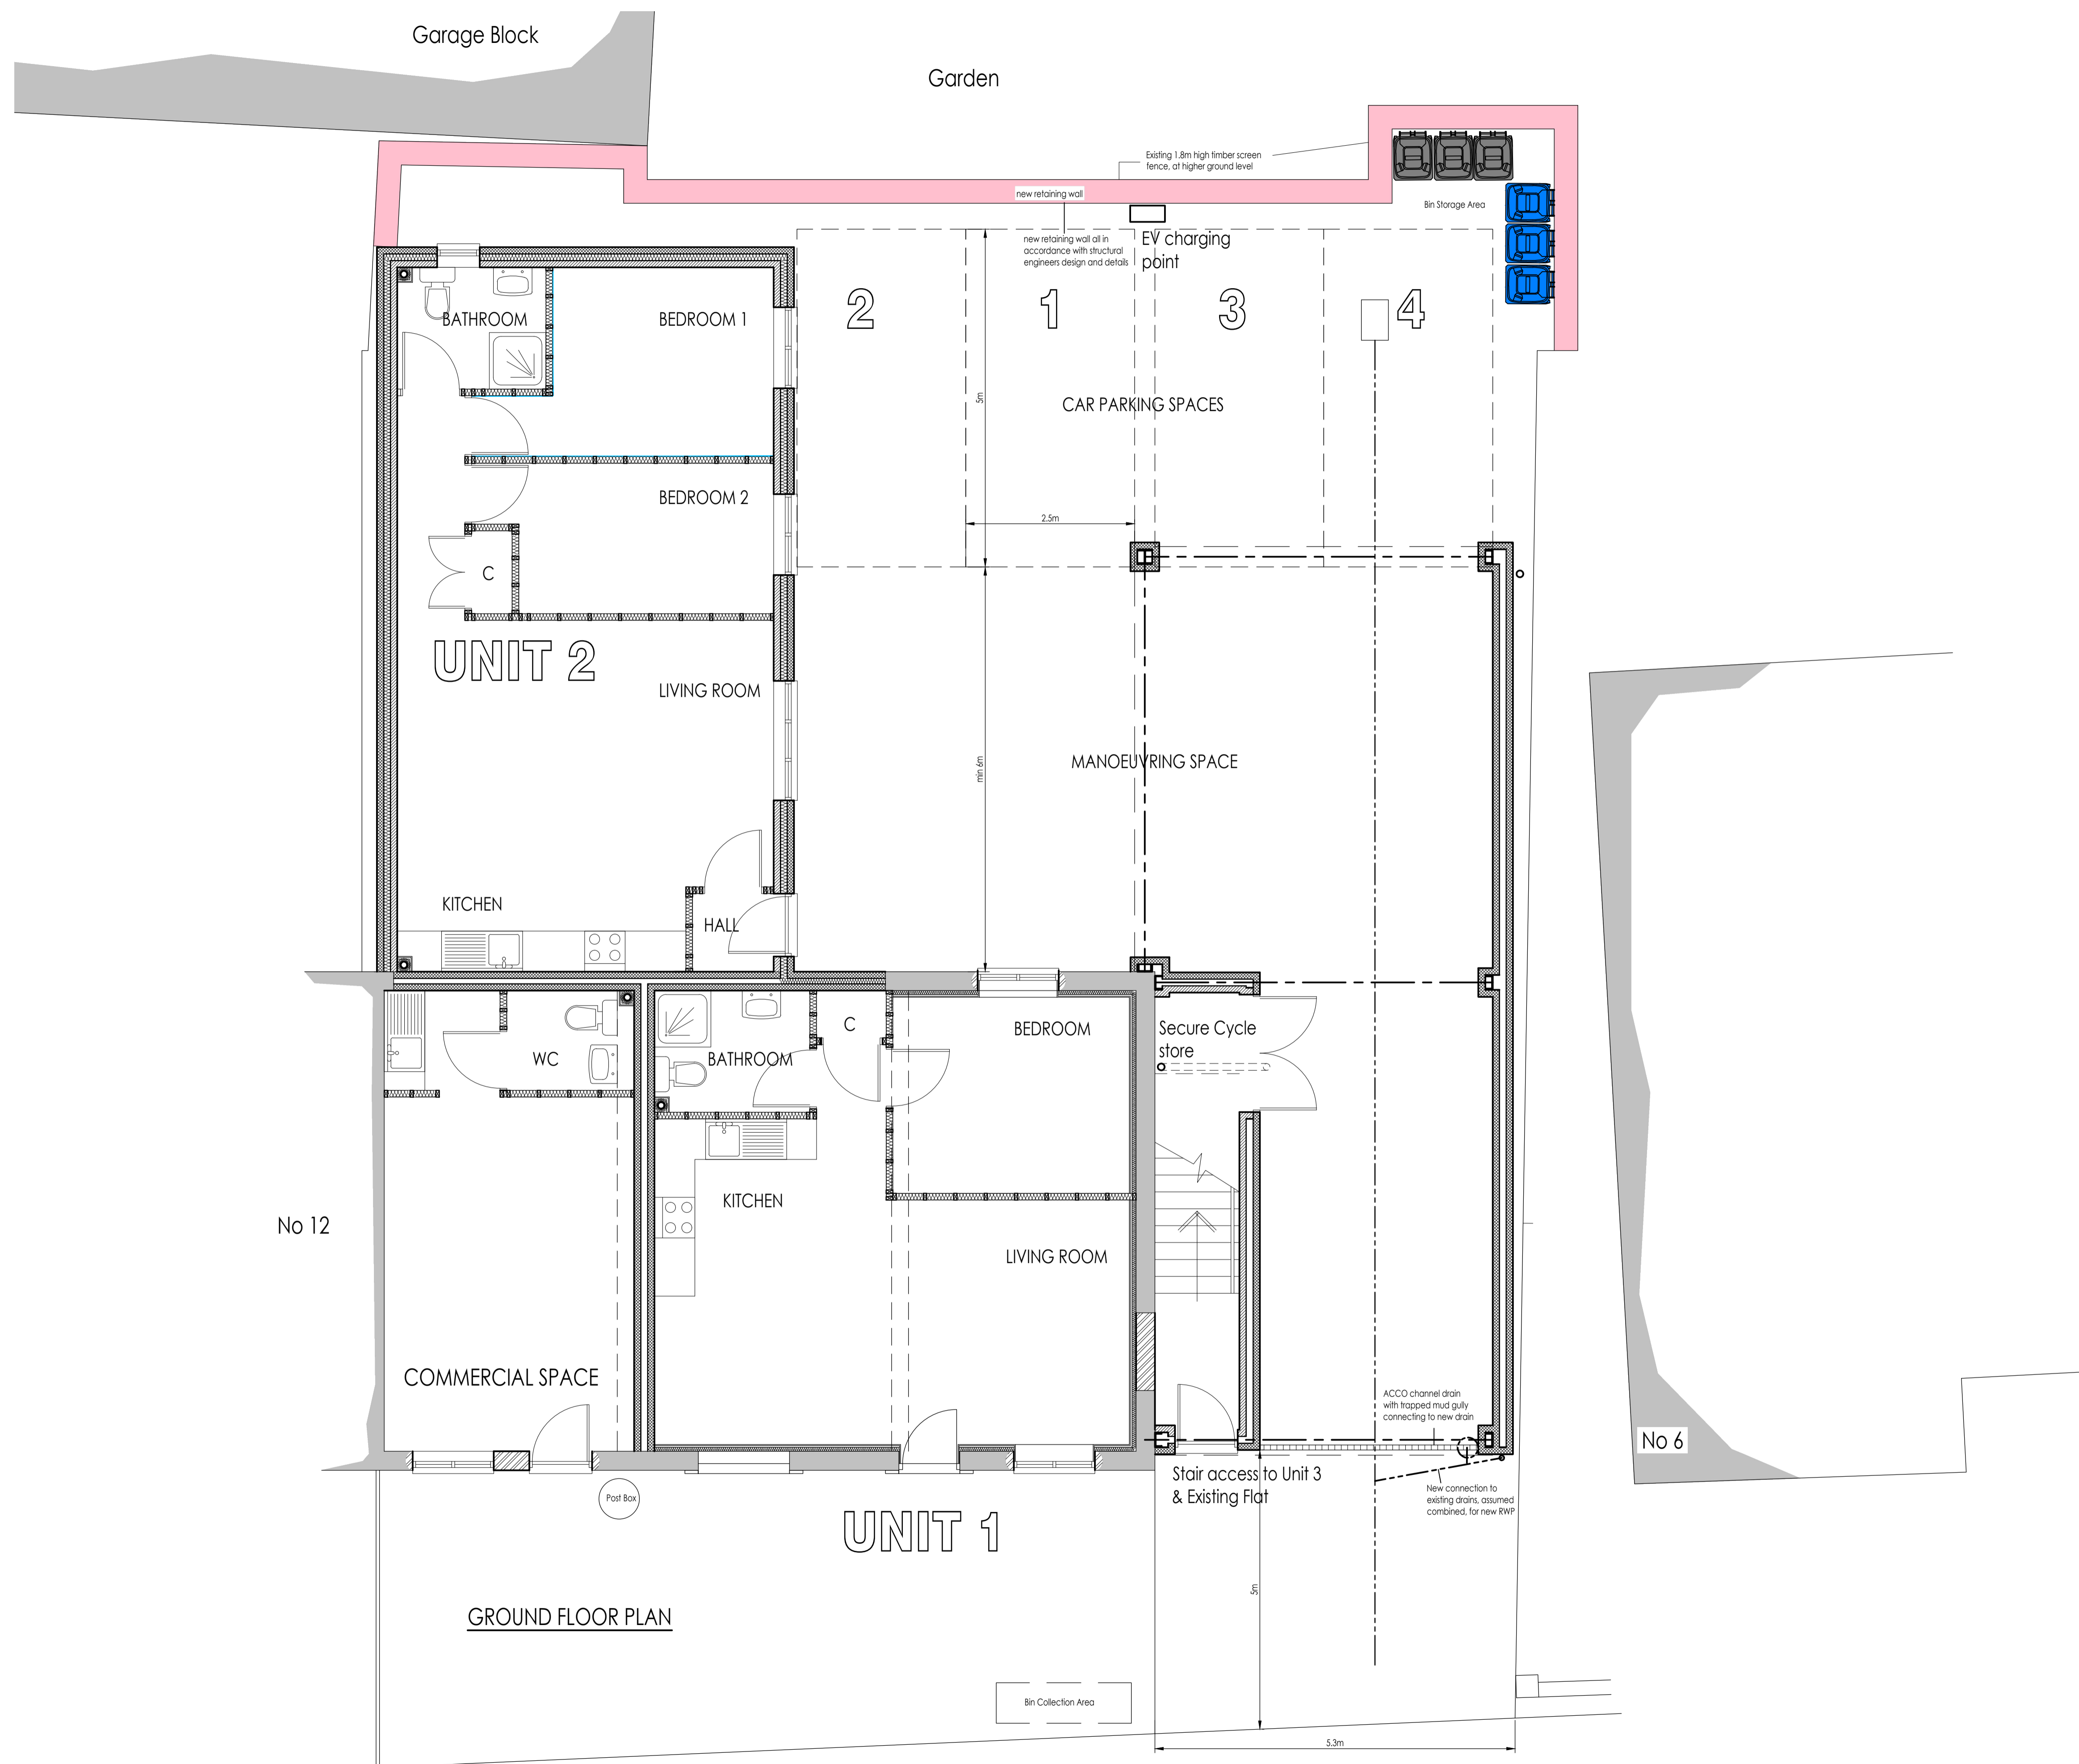 Garage Block
Garden
Existing 1.8m high timber screen
fence, at higher ground level
new retaining wall
Bin Storage Area
new retaining wall all in
accordance with structural
engineers design and details
EV charging
point
2
1
3
4
BATHROOM
BEDROOM 1
5m
CAR PARKING SPACES
BEDROOM 2
2.5m
C
UNIT 2
LIVING ROOM
min 6m
MANOEUVRING SPACE
KITCHEN
HALL
WC
BATHROOM
C
BEDROOM
Secure Cycle
store
KITCHEN
No 12
LIVING ROOM
COMMERCIAL SPACE
ACCO channel drain
with trapped mud gully
connecting to new drain
No 6
Post Box
Stair access to Unit 3
& Existing Flat
New connection to
existing drains, assumed
combined, for new RWP
UNIT 1
5m
GROUND FLOOR PLAN
Bin Collection Area
5.3m